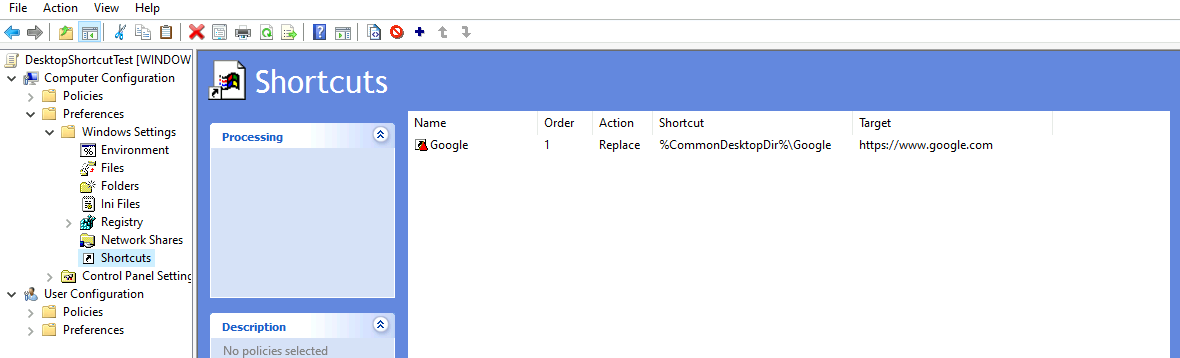 File Action View Help
DesktopShortcutTest [WINDOW
Computer Configuration
Policies
Preferences
Windows Settings
Environment
Files
Folders
Ini Files
Registry
Network Shares
Shortcuts
Control Panel Setting
User Configuration
Policies
Preferences
Shortcuts
Processing
Description
No policies selected
Name Order Action Shortcut Target
Google 1 Replace %CommonDesktopDir%\Google https://www.google.com